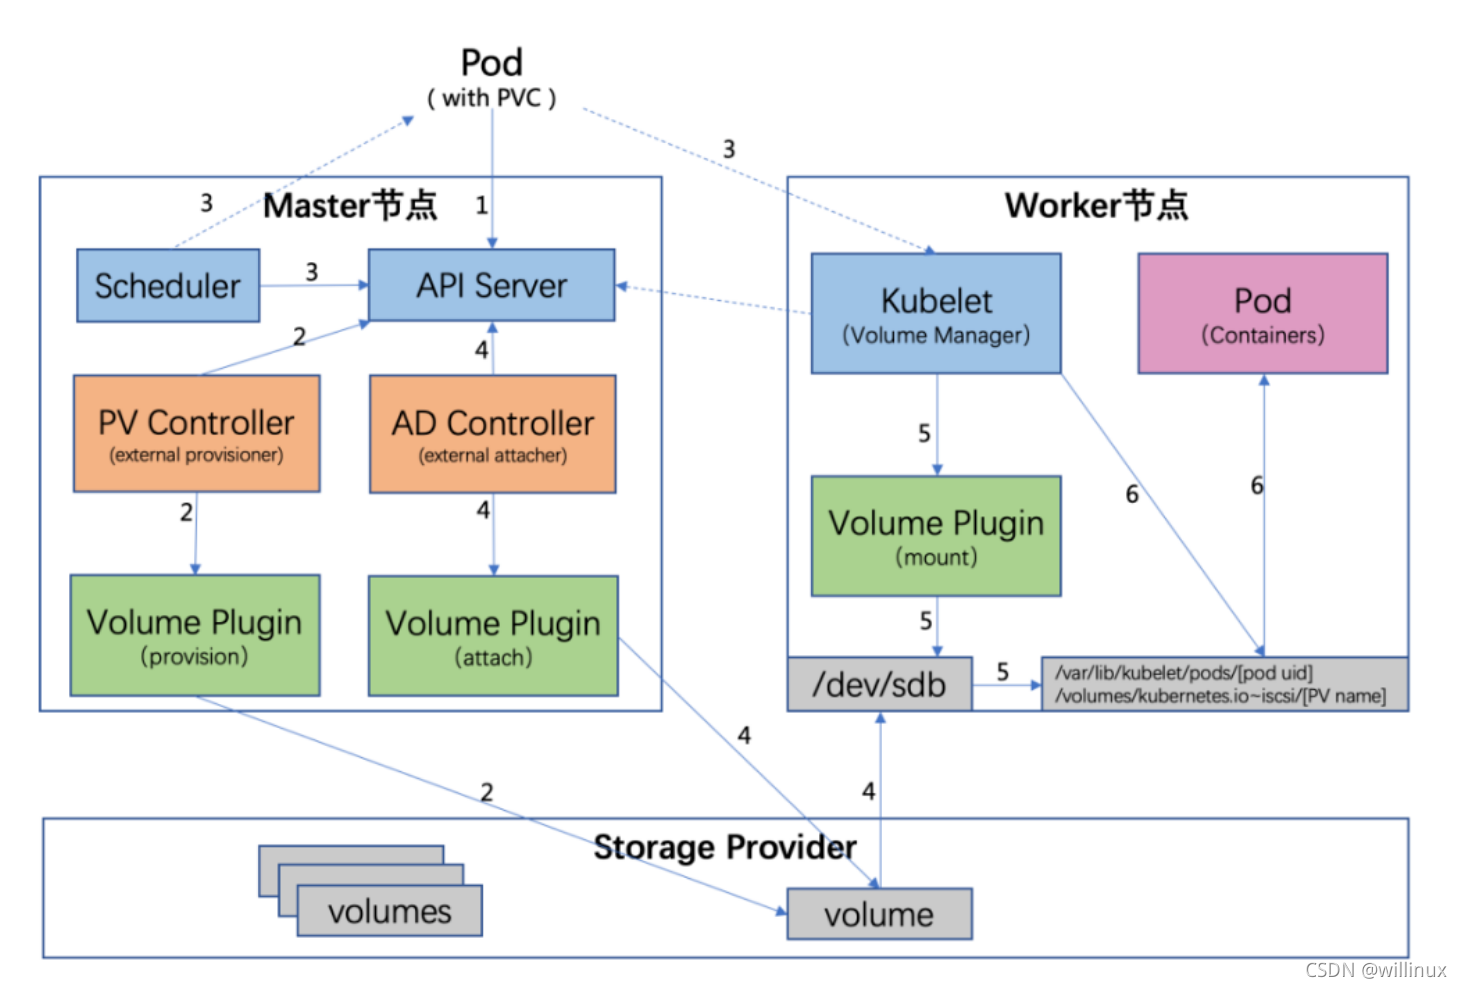 Pod
( with PVC )
3
3
Master节点
1
Worker节点
Scheduler
3
API Server
Kubelet
(Volume Manager)
Pod
(Containers)
2
4
PV Controller
(external provisioner)
AD Controller
(external attacher)
5
6
6
2
4
Volume Plugin
(mount)
Volume Plugin
(provision)
Volume Plugin
(attach)
5
/dev/sdb
5
/var/lib/kubelet/pods/[pod uid]
/volumes/kubernetes.io~iscsi/[PV name]
4
2
4
Storage Provider
volumes
volume
CSDN @willinux